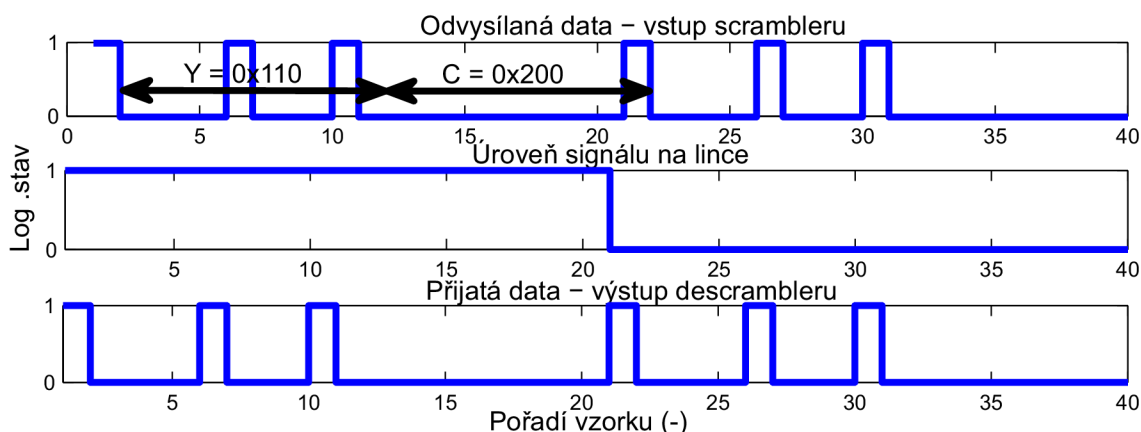 Odvysílaná data − vstup scrambleru
1
Y = 0x110
C = 0x200
0
0 5 10 15 20 25 30 35 40
Úroveň signálu na lince
1
Log .stav
0
5 10 15 20 25 30 35 40
Přijatá data − výstup descrambleru
1
0
5 10 15 20 25 30 35 40
Pořadí vzorku (-)